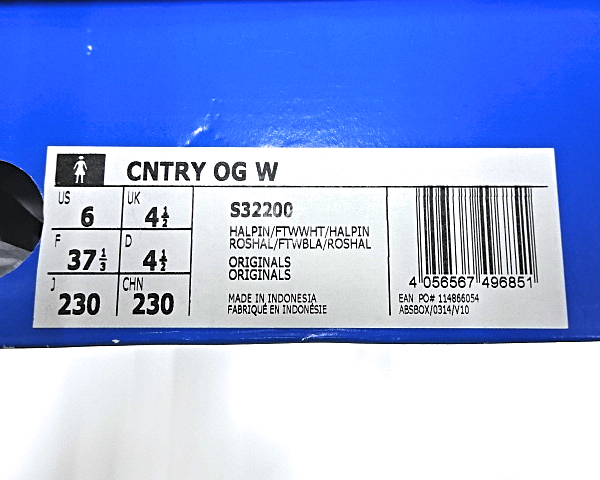 CNTRY OG W
US 6 UK 4½
F 37⅓ D 4½
J 230 CHN 230
S32200
HALPIN/FTWWHT/HALPIN
ROSHAL/FTWBLA/ROSHAL
ORIGINALS
ORIGINALS
MADE IN INDONESIA
FABRIQUÉ EN INDONÉSIE
4 056567 496851
EAN PO# 114866054
ABSBOX/0314/V10